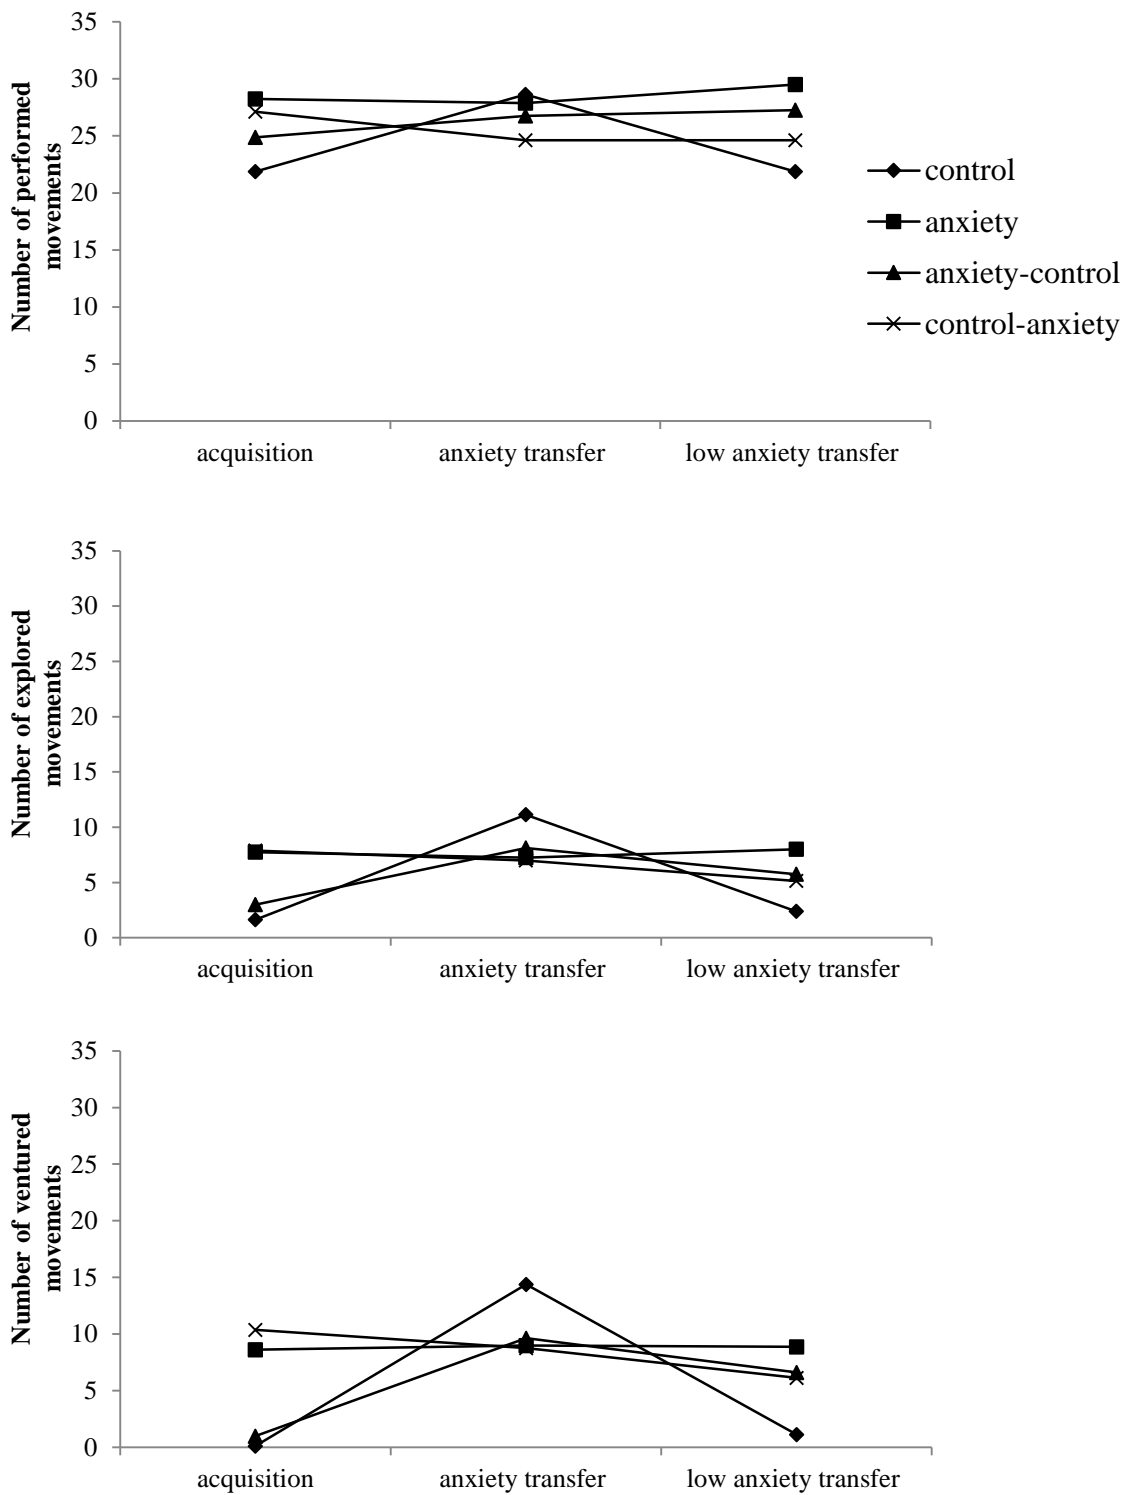 Number of performed
movements
35
30
25
20
15
10
5
0
acquisition
anxiety transfer
low anxiety transfer
control
anxiety
anxiety-control
control-anxiety
Number of explored
movements
35
30
25
20
15
10
5
0
acquisition
anxiety transfer
low anxiety transfer
Number of ventured
movements
35
30
25
20
15
10
5
0
acquisition
anxiety transfer
low anxiety transfer